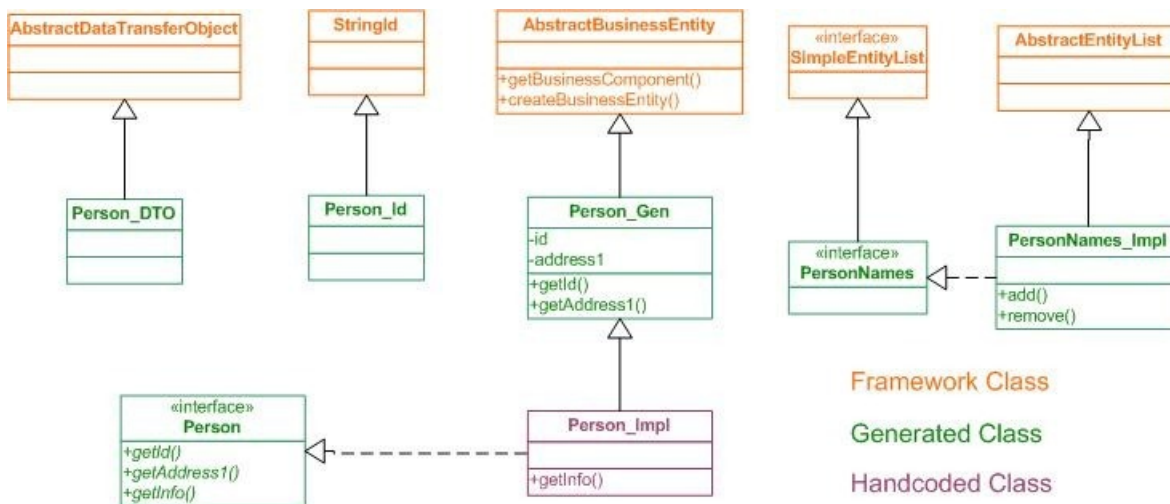 AbstractDataTransferObject
StringId
AbstractBusinessEntity
+getBusinessComponent()
+createBusinessEntity()
«interface»
SimpleEntityList
AbstractEntityList
Person_DTO
Person_Id
Person_Gen
-id
-address1
+getId()
+getAddress1()
«interface»
PersonNames
PersonNames_Impl
+add()
+remove()
«interface»
Person
+getId()
+getAddress1()
+getInfo()
Person_Impl
+getInfo()
Framework Class
Generated Class
Handcoded Class